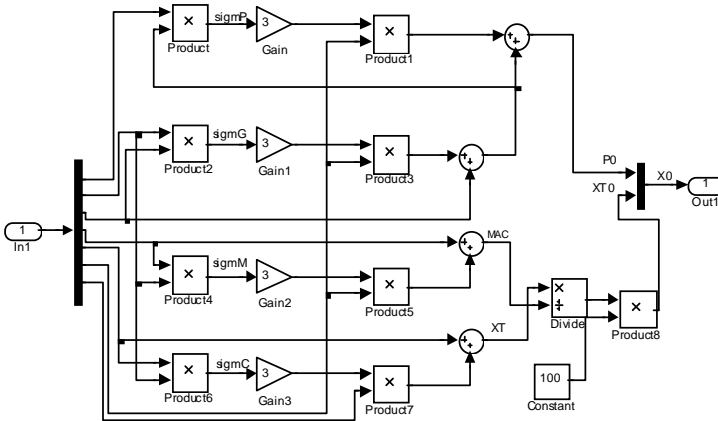 sigmP
3
Product
Gain
Product1
sigmG
3
Product2
Gain1
Product3
P0
XT0
X0
1
Out1
1
In1
MAC
sigmM
3
Product4
Gain2
Product5
Divide
Product8
XT
sigmC
3
Product6
Gain3
Product7
100
Constant